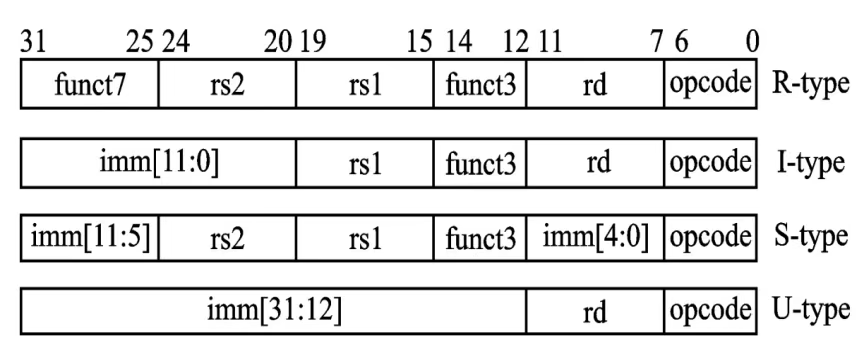 31 25 24 20 19 15 14 12 11 7 6 0
funct7 rs2 rs1 funct3 rd opcode R-type
imm[11:0] rs1 funct3 rd opcode I-type
imm[11:5] rs2 rs1 funct3 imm[4:0] opcode S-type
imm[31:12] rd opcode U-type